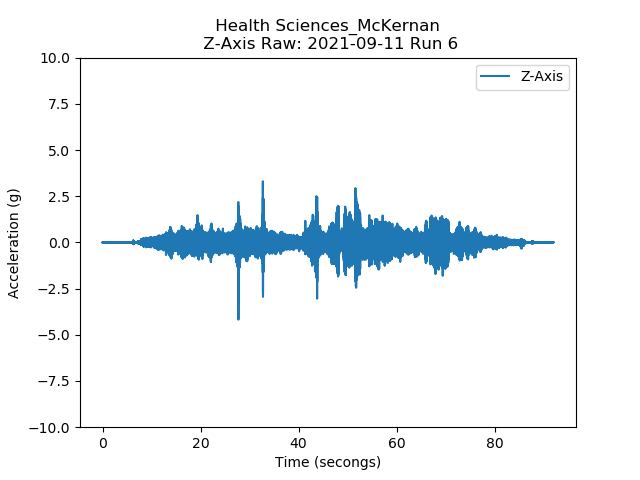 Health Sciences_McKernan
Z-Axis Raw: 2021-09-11 Run 6
Z-Axis
Acceleration (g)
10.0
7.5
5.0
2.5
0.0
−2.5
−5.0
−7.5
−10.0
0 20 40 60 80
Time (secongs)